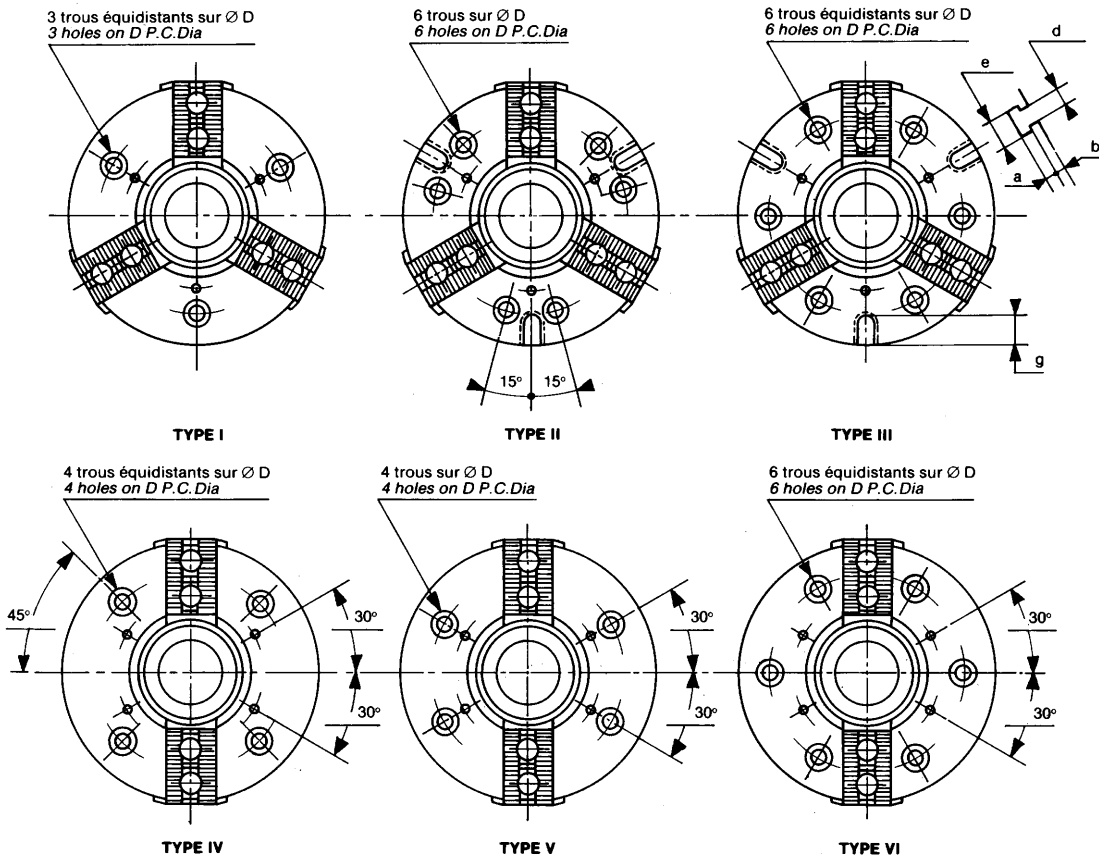 3 trous équidistants sur ∅ D
3 holes on D P.C.Dia
6 trous sur ∅ D
6 holes on D P.C.Dia
6 trous équidistants sur ∅ D
6 holes on D P.C.Dia
d
e
b
a
g
15°
15°
TYPE I
TYPE II
TYPE III
4 trous équidistants sur ∅ D
4 holes on D P.C.Dia
4 trous sur ∅ D
4 holes on D P.C.Dia
6 trous équidistants sur ∅ D
6 holes on D P.C.Dia
45°
30°
30°
30°
30°
30°
30°
TYPE IV
TYPE V
TYPE VI